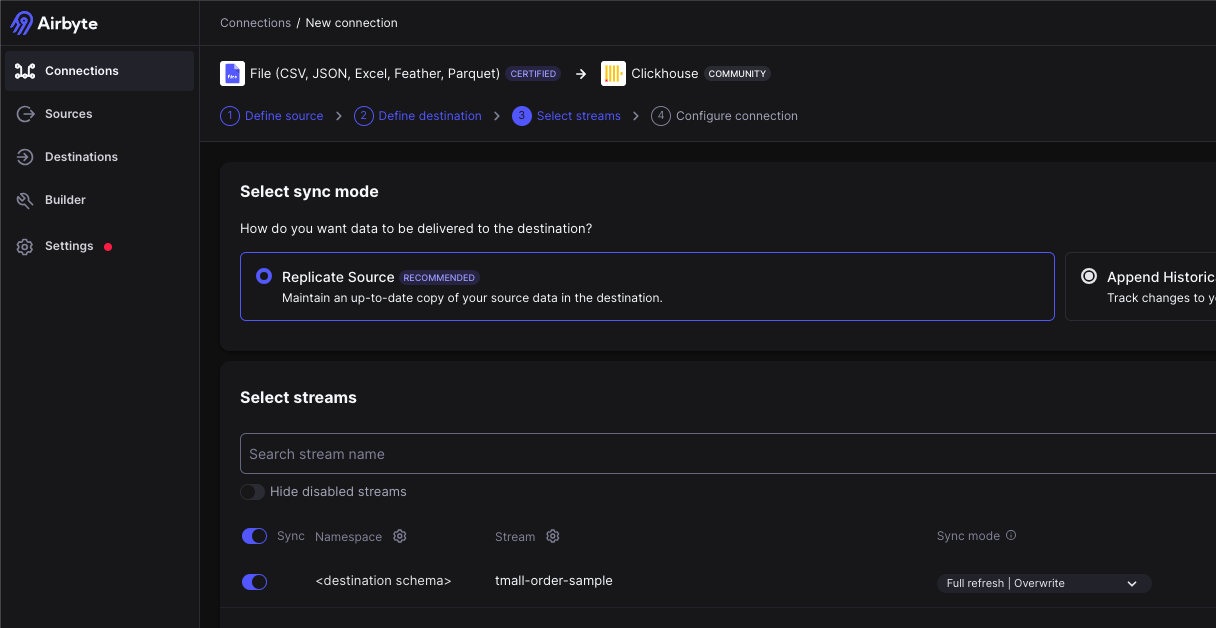 Airbyte
Connections / New connection
Connections
Sources
Destinations
Builder
Settings
File (CSV, JSON, Excel, Feather, Parquet) CERTIFIED → Clickhouse COMMUNITY
1 Define source > 2 Define destination > 3 Select streams > 4 Configure connection
Select sync mode
How do you want data to be delivered to the destination?
Replicate Source RECOMMENDED
Maintain an up-to-date copy of your source data in the destination.
Append Historic
Track changes to y
Select streams
Search stream name
Hide disabled streams
Sync Namespace Stream Sync mode
<destination schema> tmall-order-sample Full refresh | Overwrite